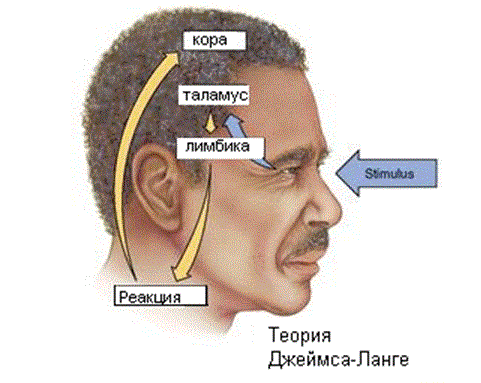 кора
таламус
лимбика
Stimulus
Реакция
Теория
Джеймса-Ланге